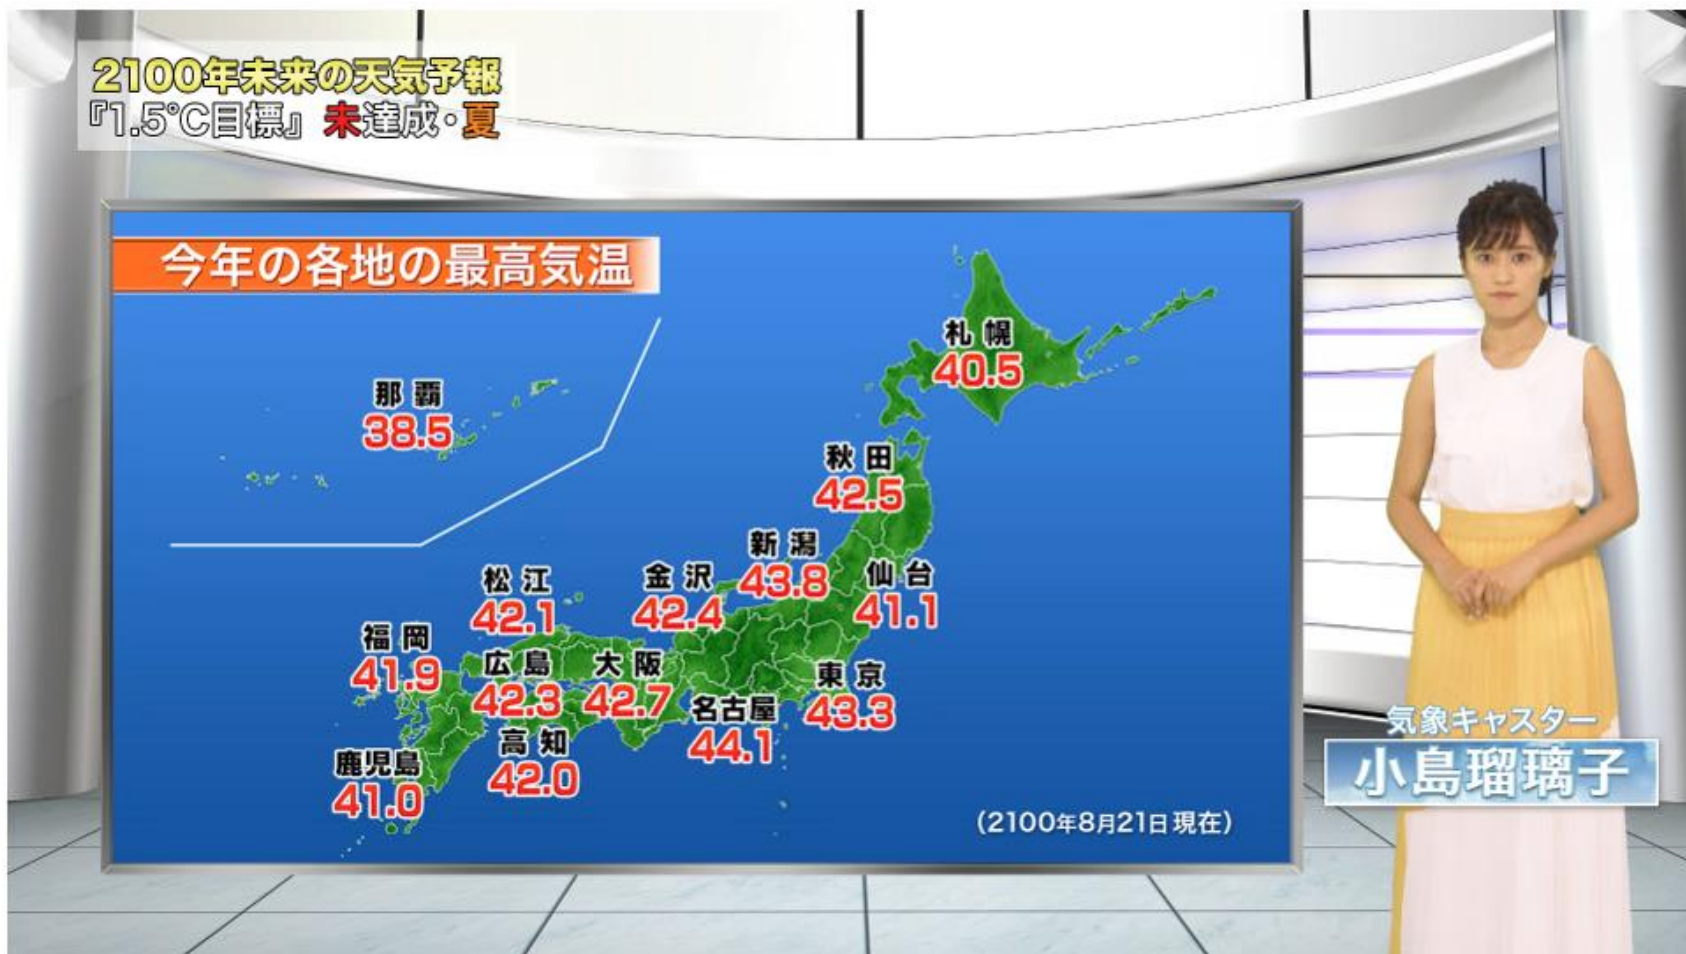 2100年未来の天気予報
『1.5℃目標』 未達成・夏
今年の各地の最高気温
札幌
40.5
那覇
38.5
秋田
42.5
新潟
43.8
仙台
41.1
金沢
42.4
松江
42.1
福岡
41.9
広島
42.3
大阪
42.7
名古屋
44.1
東京
43.3
高知
42.0
鹿児島
41.0
（2100年8月21日 現在）
気象キャスター
小島瑠璃子